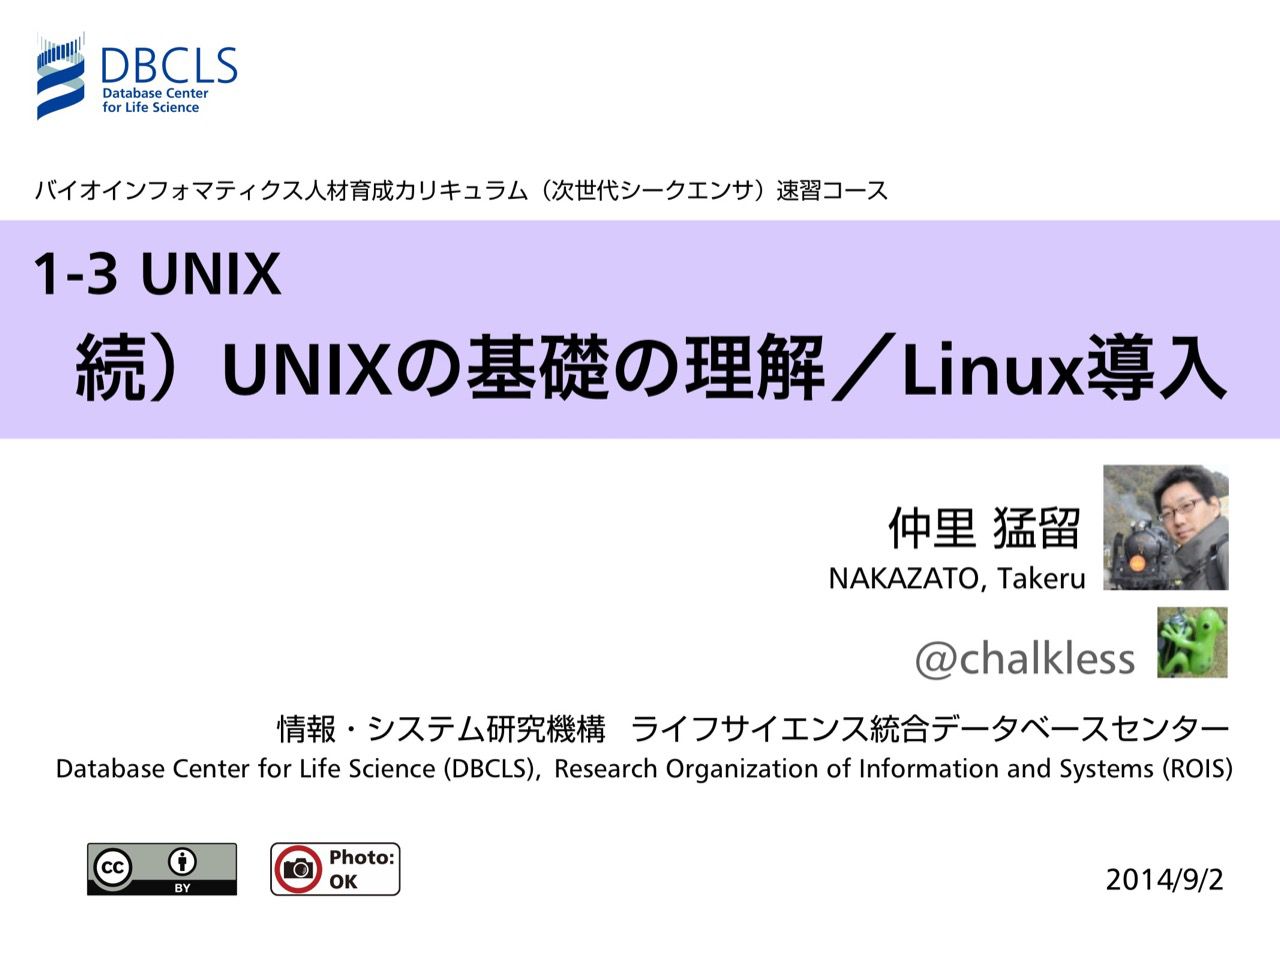 DBCLS
Database Center
for Life Science
バイオインフォマティクス人材育成カリキュラム（次世代シークエンサ）速習コース
1-3 UNIX
続）UNIXの基礎の理解／Linux導入
仲里 猛留
NAKAZATO, Takeru
@chalkless
情報・システム研究機構 ライフサイエンス統合データベースセンター
Database Center for Life Science (DBCLS), Research Organization of Information and Systems (ROIS)
cc
BY
Photo:
OK
2014/9/2